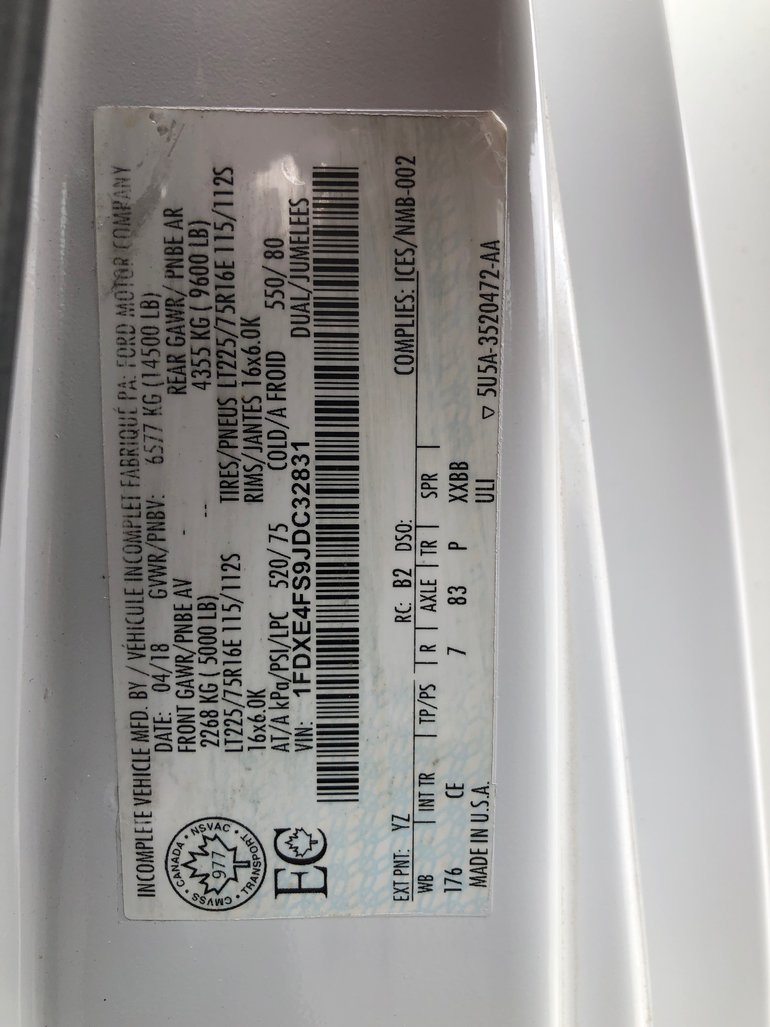 INCOMPLETE VEHICLE MFD. BY / VÉHICULE INCOMPLET FABRIQUÉ PA: FORD MOTOR COMPANY
DATE: 04/18 GVWR/PNBV: 6577 KG (14500 LB)
FRONT GAWR/PNBE AV - REAR GAWR/ PNBE AR
2268 KG ( 5000 LB) -- 4355 KG ( 9600 LB)
LT225/75R16E 115/112S TIRES/PNEUS LT225/75R16E 115/112S
16x6.0K RIMS/JANTES 16x6.0K
AT/A kPa/PSI/LPC 520/ 75 COLD/A FROID 550/ 80
VIN: 1FDXE4FS9JDC32831 DUAL/JUMELEES
CANADA • NSVAC • TRANSPORT • CMVSS •
977
EC
EXT PNT: YZ RC: B2 DSO: COMPLIES: ICES/NMB-002
WB | INT TR | TP/PS | R | AXLE | TR | SPR |
176 CE 7 83 P XXBB
MADE IN U.S.A. ULI ▽ 5U5A-3520472-AA